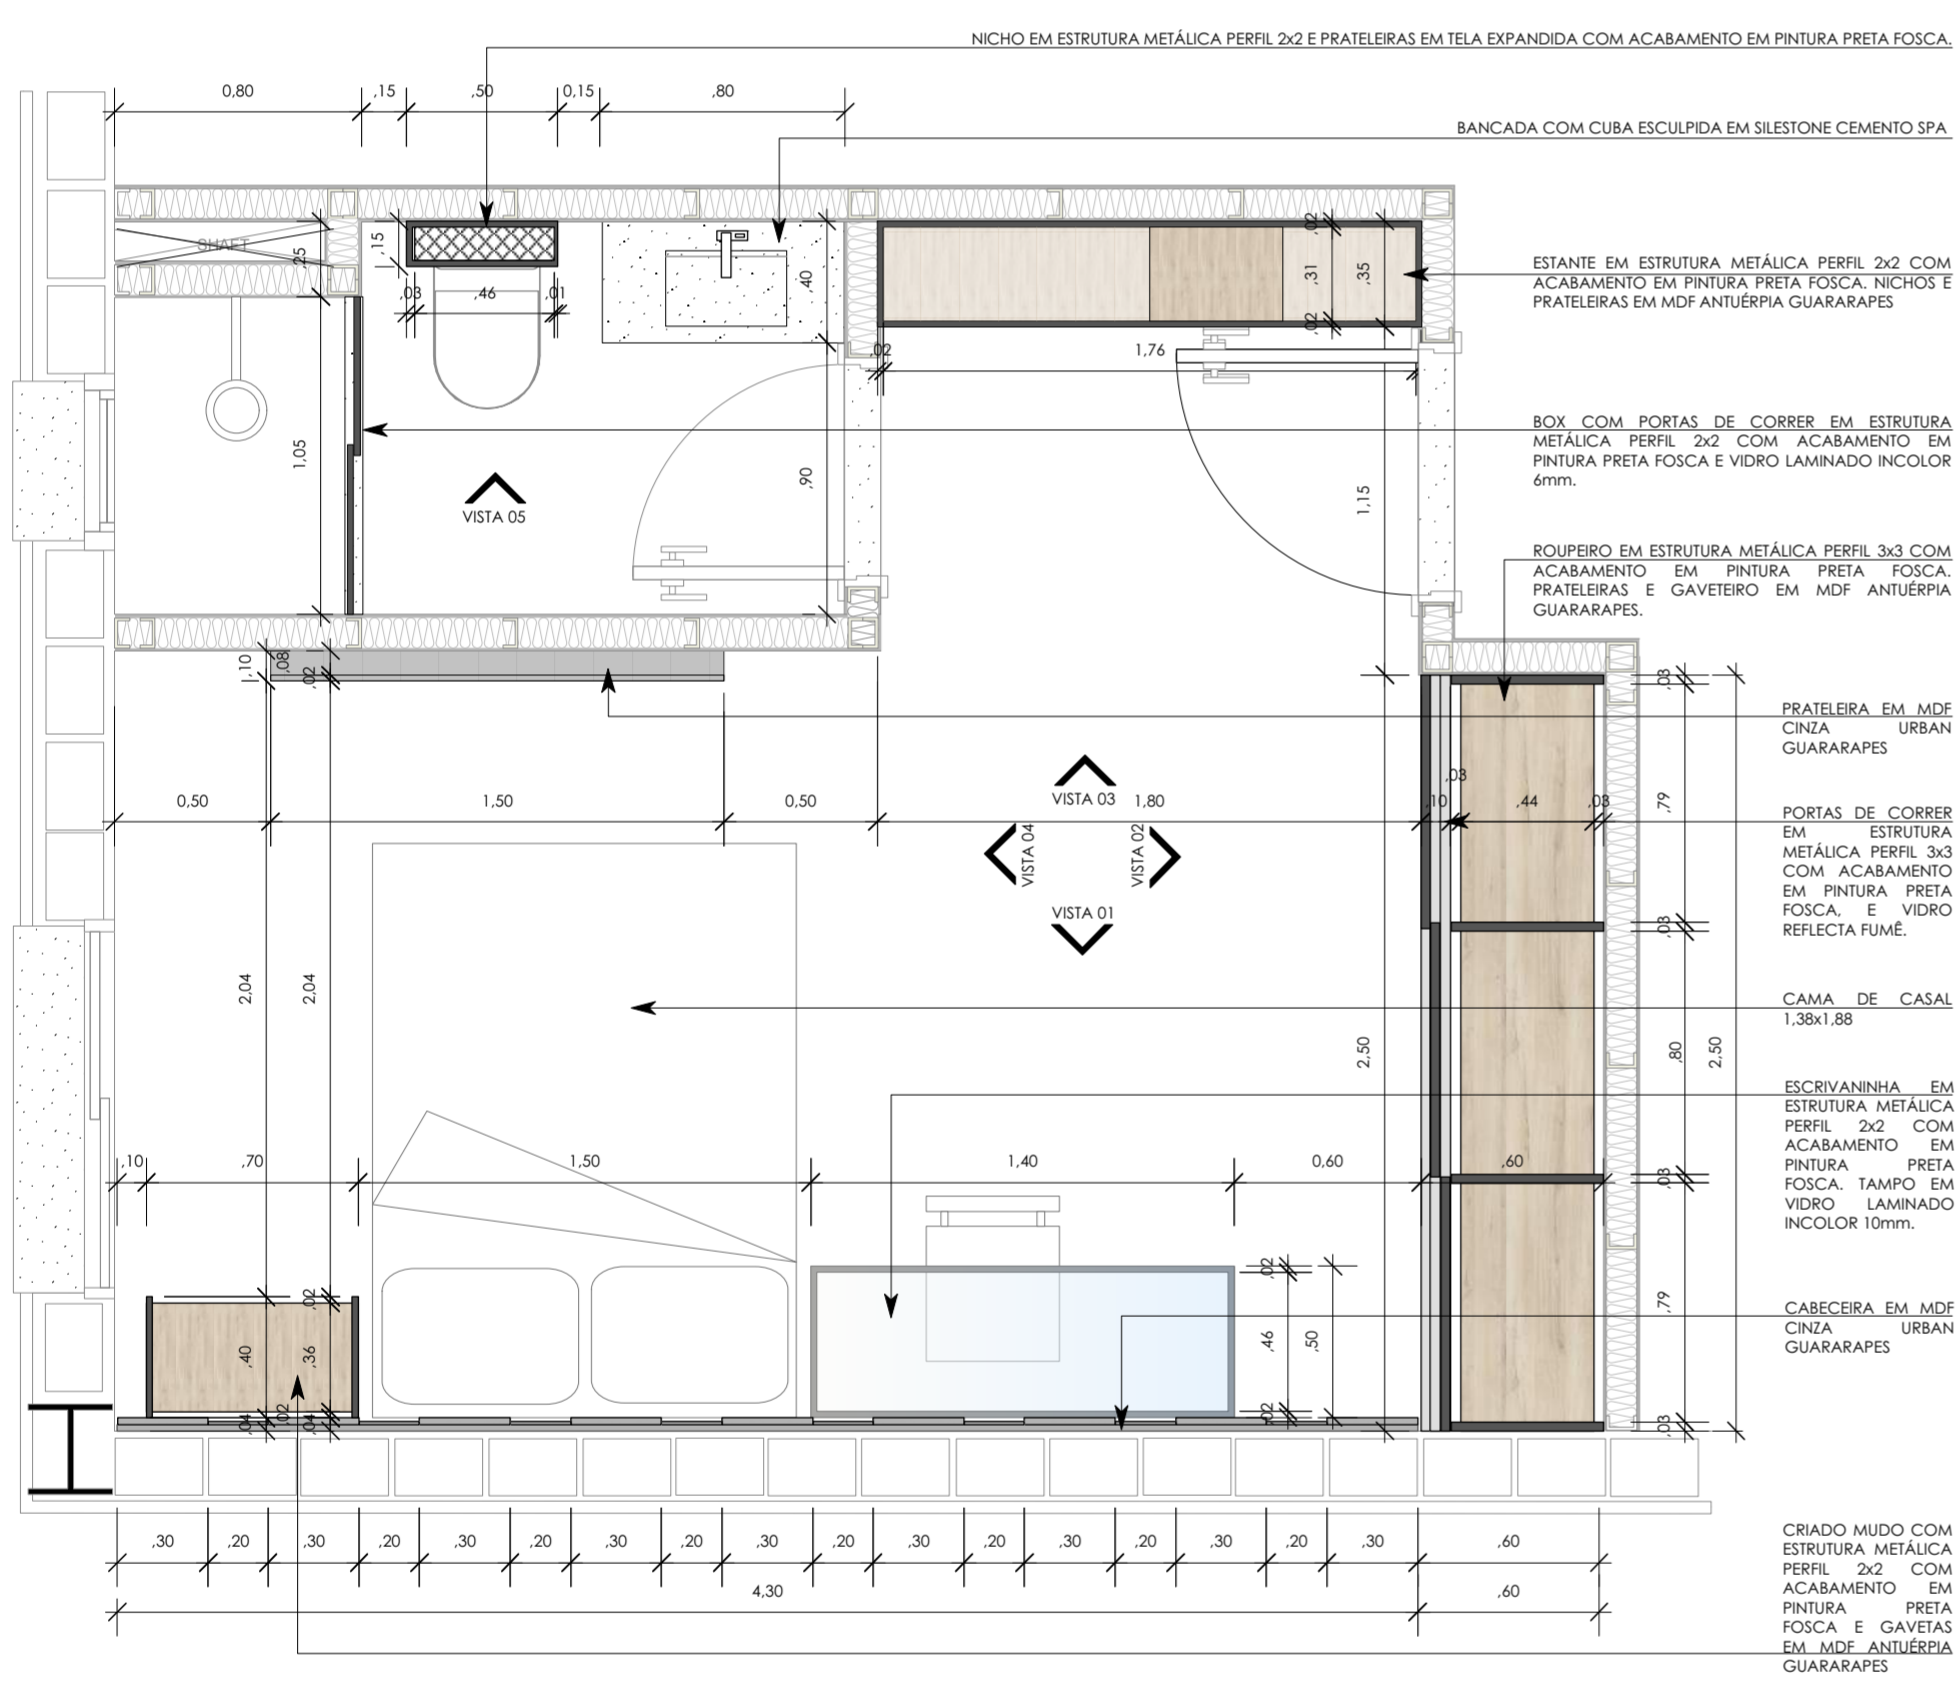 NICHO EM ESTRUTURA METÁLICA PERFIL 2x2 E PRATELEIRAS EM TELA EXPANDIDA COM ACABAMENTO EM PINTURA PRETA FOSCA.
0,80
,15
,50
0,15
,80
BANCADA COM CUBA ESCULPIDA EM SILESTONE CEMENTO SPA
SHAFT
,25
,15
,03
,46
,01
,40
,02
,31
,35
,02
ESTANTE EM ESTRUTURA METÁLICA PERFIL 2x2 COM
ACABAMENTO EM PINTURA PRETA FOSCA. NICHOS E
PRATELEIRAS EM MDF ANTUÉRPIA GUARARAPES
,02
1,76
1,05
,90
1,15
VISTA 05
BOX COM PORTAS DE CORRER EM ESTRUTURA
METÁLICA PERFIL 2x2 COM ACABAMENTO EM
PINTURA PRETA FOSCA E VIDRO LAMINADO INCOLOR
6mm.
ROUPEIRO EM ESTRUTURA METÁLICA PERFIL 3x3 COM
ACABAMENTO EM PINTURA PRETA FOSCA.
PRATELEIRAS E GAVETEIRO EM MDF ANTUÉRPIA
GUARARAPES.
,10
,08
,02
,03
PRATELEIRA EM MDF
CINZA URBAN
GUARARAPES
0,50
1,50
0,50
VISTA 03
1,80
,10
,03
,44
,03
,79
VISTA 04
VISTA 02
VISTA 01
PORTAS DE CORRER
EM ESTRUTURA
METÁLICA PERFIL 3x3
COM ACABAMENTO
EM PINTURA PRETA
FOSCA, E VIDRO
REFLECTA FUMÊ.
,03
2,04
2,04
CAMA DE CASAL
1,38x1,88
2,50
,80
2,50
ESCRIVANINHA EM
ESTRUTURA METÁLICA
PERFIL 2x2 COM
ACABAMENTO EM
PINTURA PRETA
FOSCA. TAMPO EM
VIDRO LAMINADO
INCOLOR 10mm.
,10
,70
1,50
1,40
0,60
,60
,03
,02
,02
,40
,36
,46
,50
,79
CABECEIRA EM MDF
CINZA URBAN
GUARARAPES
,04
,02
,04
,02
,03
,30
,20
,30
,20
,30
,20
,30
,20
,30
,20
,30
,20
,30
,20
,30
,20
,30
,60
4,30
,60
CRIADO MUDO COM
ESTRUTURA METÁLICA
PERFIL 2x2 COM
ACABAMENTO EM
PINTURA PRETA
FOSCA E GAVETAS
EM MDF ANTUÉRPIA
GUARARAPES